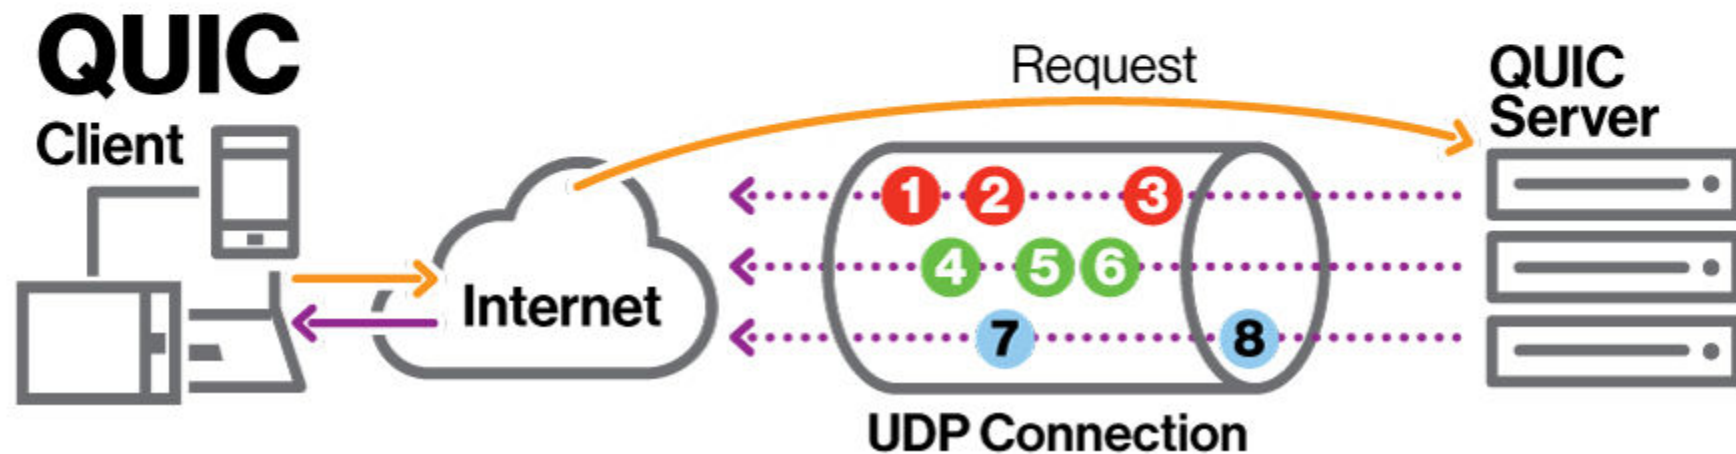 QUIC
Client
Request
QUIC
Server
1 2 3
4 5 6
Internet
7 8
UDP Connection